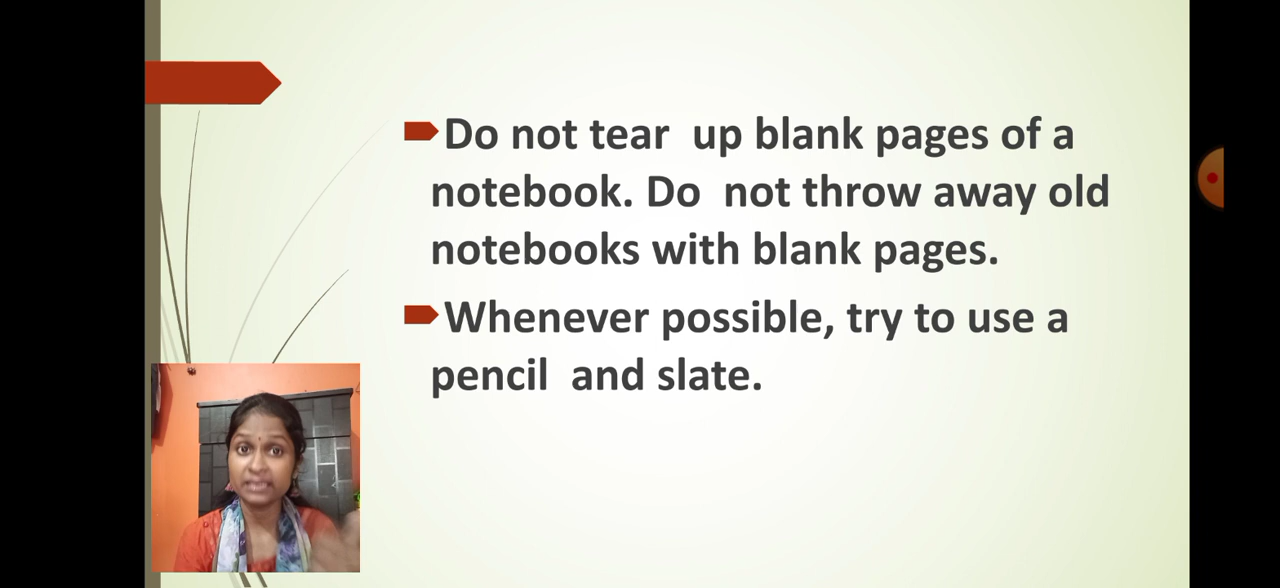 Do not tear  up blank pages of a
notebook. Do  not throw away old
notebooks with blank pages.
Whenever possible, try to use a
pencil  and slate.